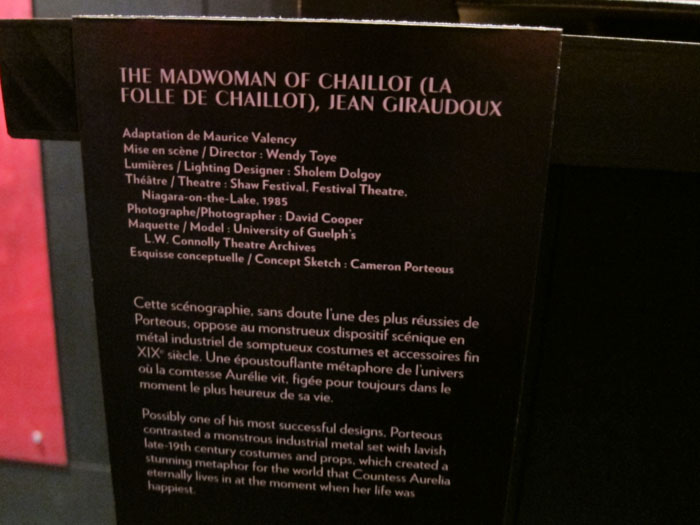 THE MADWOMAN OF CHAILLOT (LA
FOLLE DE CHAILLOT), JEAN GIRAUDOUX
Adaptation de Maurice Valency
Mise en scène / Director : Wendy Toye
Lumières / Lighting Designer : Sholem Dolgoy
Théâtre / Theatre : Shaw Festival, Festival Theatre,
Niagara-on-the-Lake, 1985
Photographe/Photographer : David Cooper
Maquette / Model : University of Guelph's
L.W. Connolly Theatre Archives
Esquisse conceptuelle / Concept Sketch : Cameron Porteous
Cette scénographie, sans doute l'une des plus réussies de
Porteous, oppose au monstrueux dispositif scénique en
métal industriel de somptueux costumes et accessoires fin
XIXe siècle. Une époustouflante métaphore de l'univers
où la comtesse Aurélie vit, figée pour toujours dans le
moment le plus heureux de sa vie.
Possibly one of his most successful designs, Porteous
contrasted a monstrous industrial metal set with lavish
late-19th century costumes and props, which created a
stunning metaphor for the world that Countess Aurelia
eternally lives in at the moment when her life was
happiest.